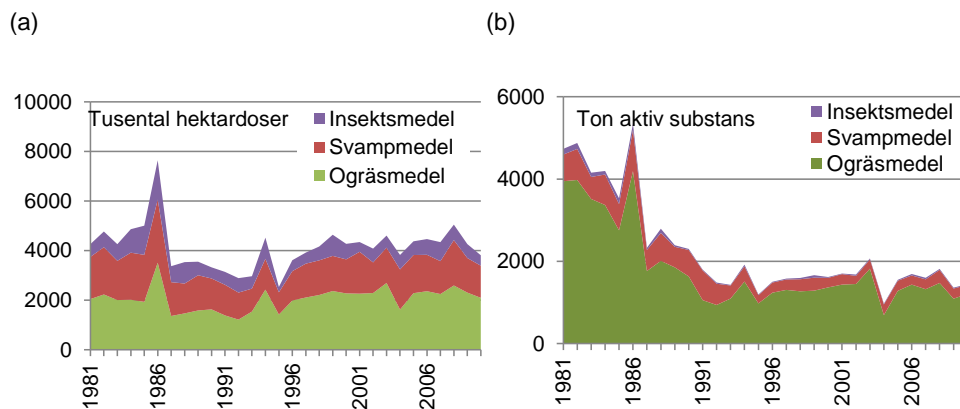 (a)
(b)
Tusental hektardoser
Insektsmedel
Svampmedel
Ogräsmedel
10000
8000
6000
4000
2000
0
1981
1986
1991
1996
2001
2006
Ton aktiv substans
Insektsmedel
Svampmedel
Ogräsmedel
6000
4000
2000
0
1981
1986
1991
1996
2001
2006